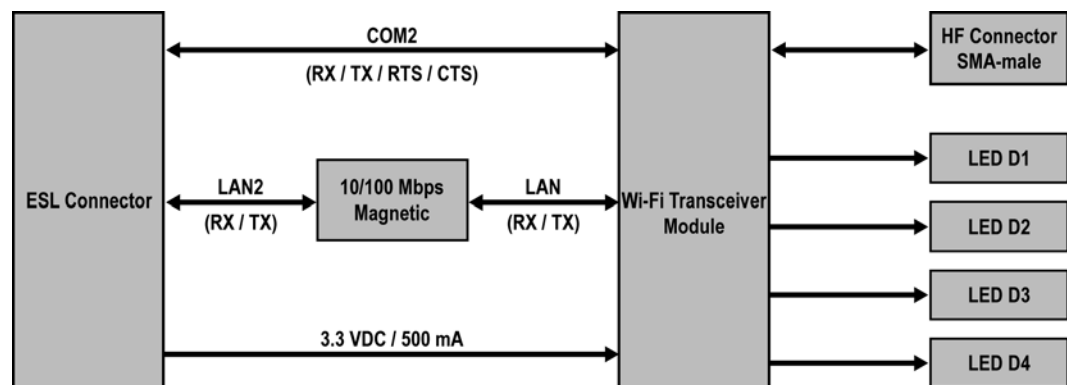 COM2
(RX / TX / RTS / CTS)
HF Connector
SMA-male
LED D1
ESL Connector
LAN2
(RX / TX)
10/100 Mbps
Magnetic
LAN
(RX / TX)
Wi-Fi Transceiver
Module
LED D2
LED D3
3.3 VDC / 500 mA
LED D4